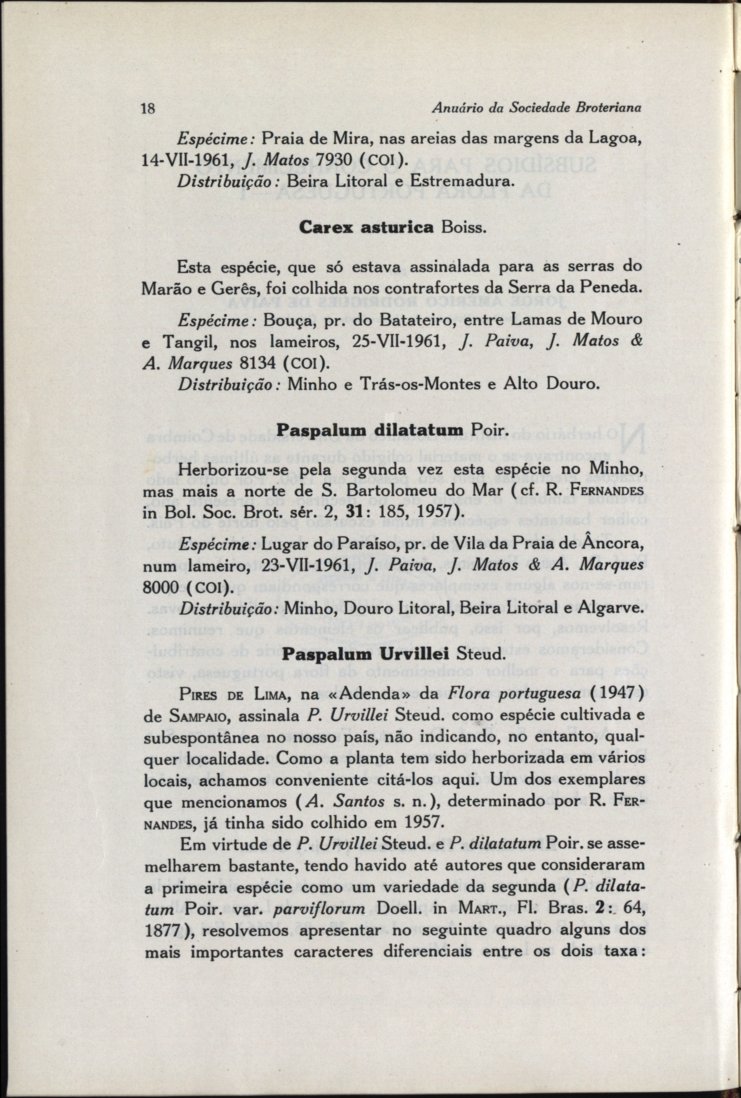 18 Anuário da Sociedade Broteriana
Espécime: Praia de Mira, nas areias das margens da Lagoa,
14-VII-1961, J. Matos 7930 (COI).
Distribuição: Beira Litoral e Estremadura.
Carex asturica Boiss.
Esta espécie, que só estava assinalada para as serras do
Marão e Gerês, foi colhida nos contrafortes da Serra da Peneda.
Espécime: Bouça, pr. do Batateiro, entre Lamas de Mouro
e Tangil, nos lameiros, 25-VII-1961, J. Paiva, J. Matos &
A. Marques 8134 (COI).
Distribuição: Minho e Trás-os-Montes e Alto Douro.
Paspalum dilatatum Poir.
Herborizou-se pela segunda vez esta espécie no Minho,
mas mais a norte de S. Bartolomeu do Mar (cf. R. FERNANDES
in Bol. Soc. Brot. sér. 2, 31: 185, 1957).
Espécime: Lugar do Paraíso, pr. de Vila da Praia de Âncora,
num lameiro, 23-VII-1961, J. Paiva, J. Matos & A. Marques
8000 (COI).
Distribuição: Minho, Douro Litoral, Beira Litoral e Algarve.
Paspalum Urvillei Steud.
PIRES DE LIMA, na «Adenda» da Flora portuguesa (1947)
de SAMPAIO, assinala P. Urvillei Steud. como espécie cultivada e
subespontânea no nosso país, não indicando, no entanto, qual-
quer localidade. Como a planta tem sido herborizada em vários
locais, achamos conveniente citá-los aqui. Um dos exemplares
que mencionamos (A. Santos s. n.), determinado por R. FER-
NANDES, já tinha sido colhido em 1957.
Em virtude de P. Urvillei Steud. e P. dilatatum Poir. se asse-
melharem bastante, tendo havido até autores que consideraram
a primeira espécie como um variedade da segunda (P. dilata-
tum Poir. var. parviflorum Doell. in MART., Fl. Bras. 2: 64,
1877), resolvemos apresentar no seguinte quadro alguns dos
mais importantes caracteres diferenciais entre os dois taxa: